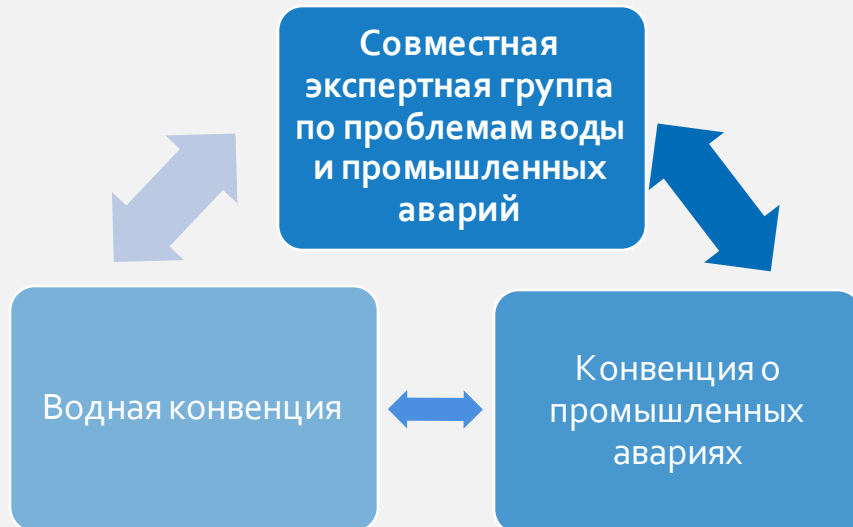 Совместная
экспертная группа
по проблемам воды
и промышленных
аварий
Водная конвенция
Конвенция о
промышленных
авариях